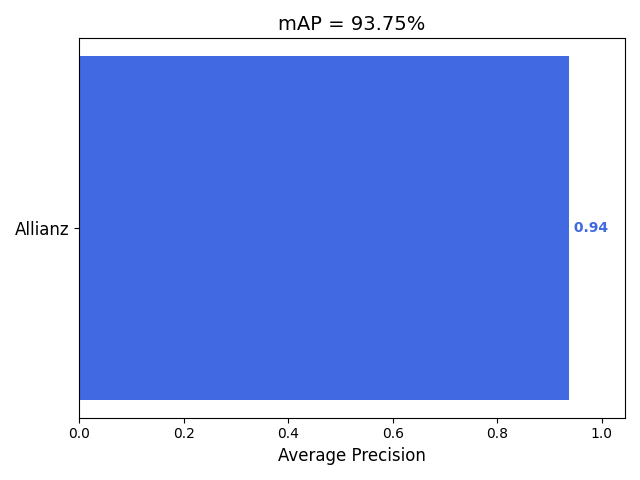 mAP = 93.75%
Allianz
0.94
0.0 0.2 0.4 0.6 0.8 1.0
Average Precision